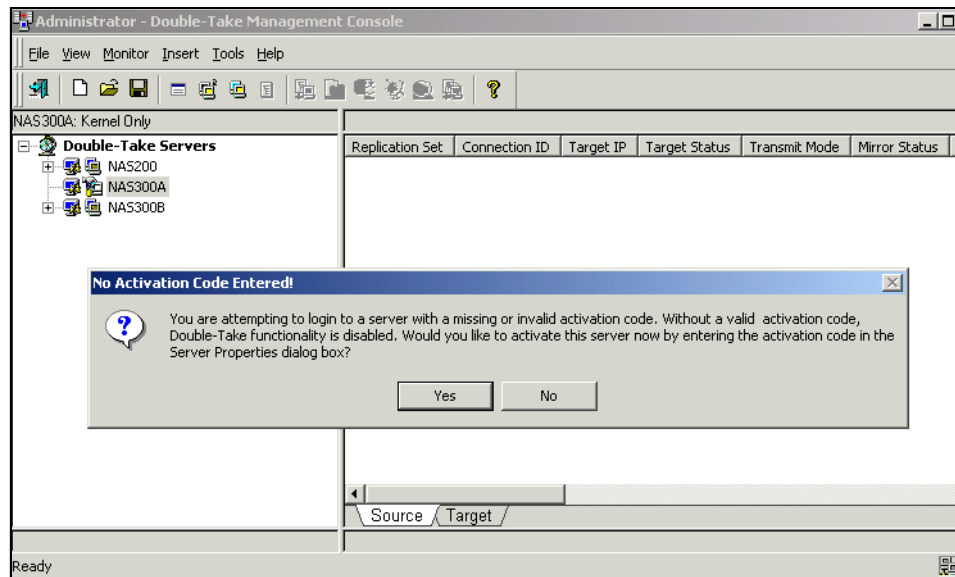 Administrator - Double-Take Management Console
File View Monitor Insert Tools Help
NAS300A: Kernel Only
Double-Take Servers
NAS200
NAS300A
NAS300B
Replication Set Connection ID Target IP Target Status Transmit Mode Mirror Status
No Activation Code Entered!
You are attempting to login to a server with a missing or invalid activation code. Without a valid activation code,
Double-Take functionality is disabled. Would you like to activate this server now by entering the activation code in the
Server Properties dialog box?
Yes No
Source Target
Ready